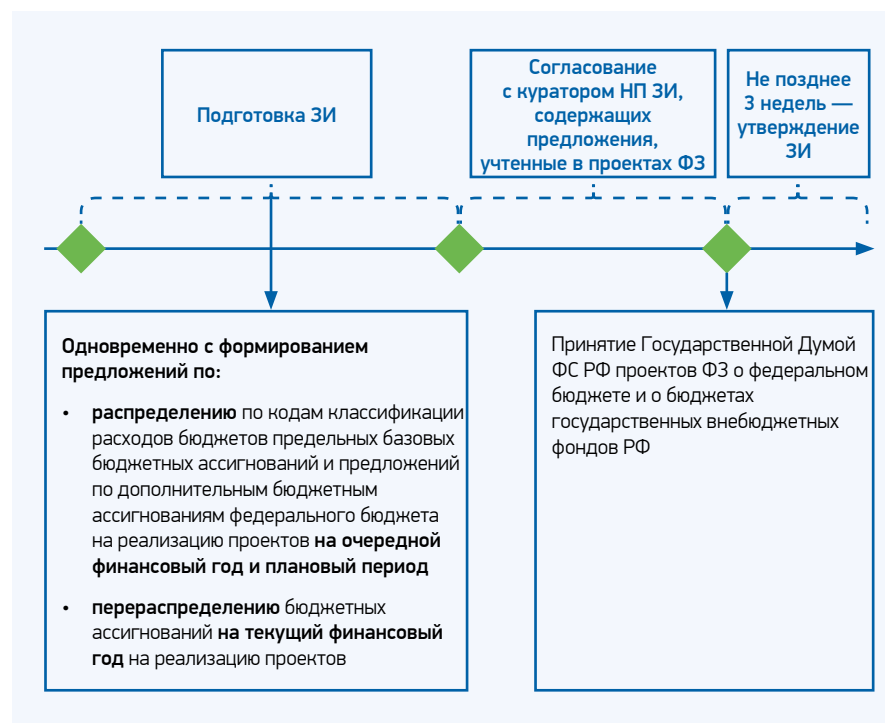 Подготовка ЗИ
Согласование
с куратором НП ЗИ,
содержащих
предложения,
учтенные в проектах ФЗ
Не позднее
3 недель —
утверждение
ЗИ
Одновременно с формированием
предложений по:
• распределению по кодам классификации
расходов бюджетов предельных базовых
бюджетных ассигнований и предложений
по дополнительным бюджетным
ассигнованиям федерального бюджета
на реализацию проектов на очередной
финансовый год и плановый период
• перераспределению бюджетных
ассигнований на текущий финансовый
год на реализацию проектов
Принятие Государственной Думой
ФС РФ проектов ФЗ о федеральном
бюджете и о бюджетах
государственных внебюджетных
фондов РФ